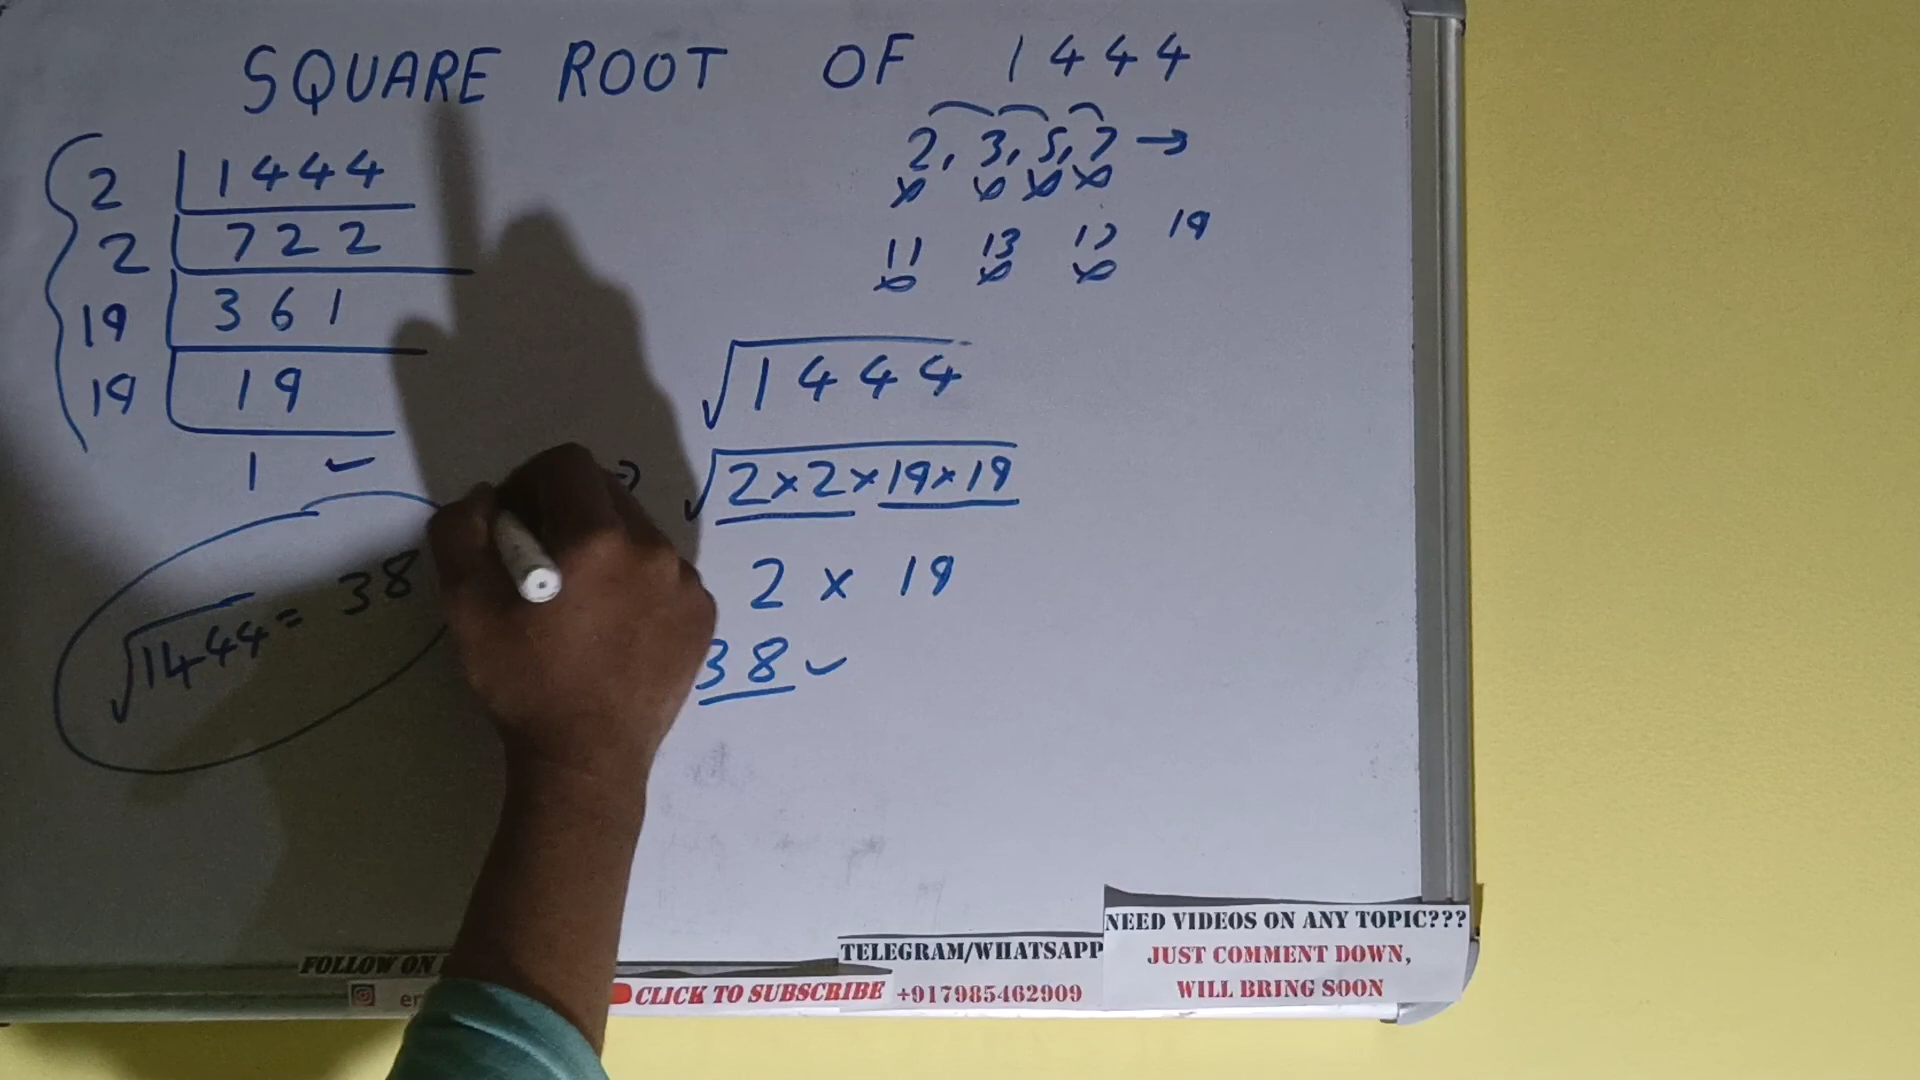 SQUARE ROOT OF 1444
2 1444
2 722
19 361
19 19
1
2, 3, 5, 7 →
11 13 17 19
√1444
√2×2×19×19
2 × 19
38
√1444 = 38
FOLLOW ON
CLICK TO SUBSCRIBE
TELEGRAM/WHATSAPP
+917985462909
NEED VIDEOS ON ANY TOPIC???
JUST COMMENT DOWN,
WILL BRING SOON